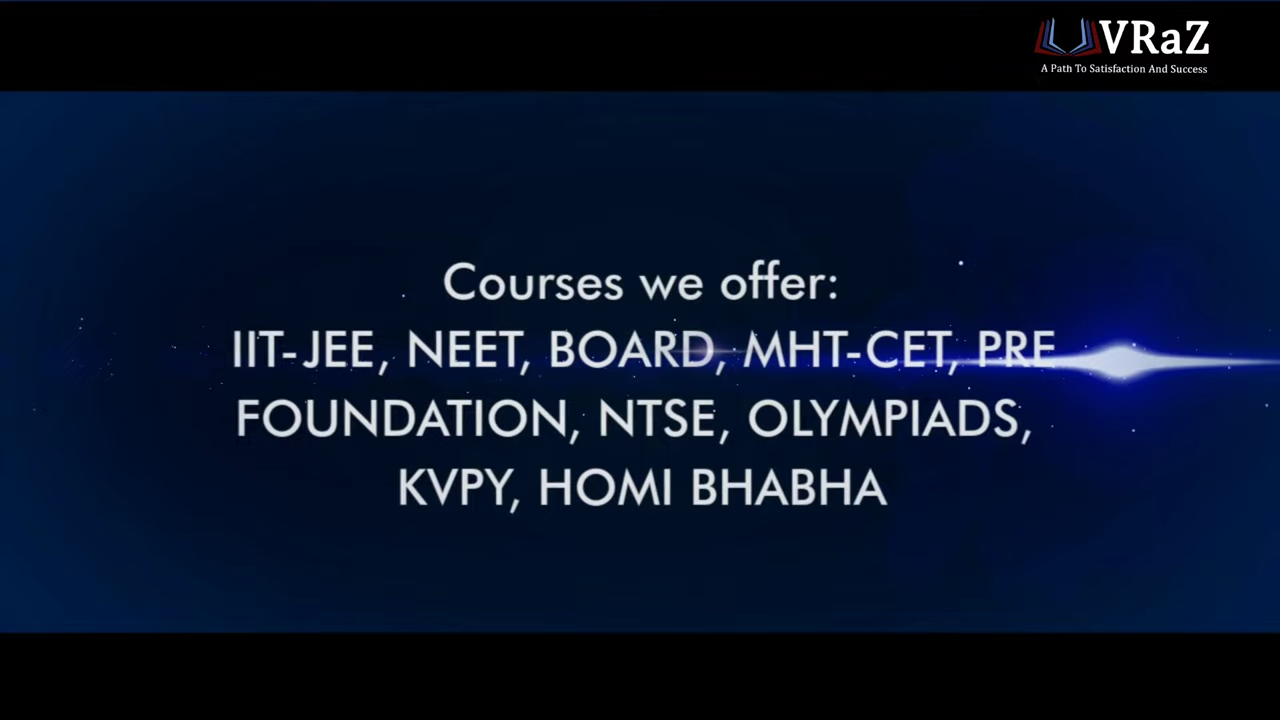 VRaZ
A Path To Satisfaction And Success
Courses we offer:
IIT-JEE, NEET, BOARD, MHT-CET, PRE
FOUNDATION, NTSE, OLYMPIADS,
KVPY, HOMI BHABHA